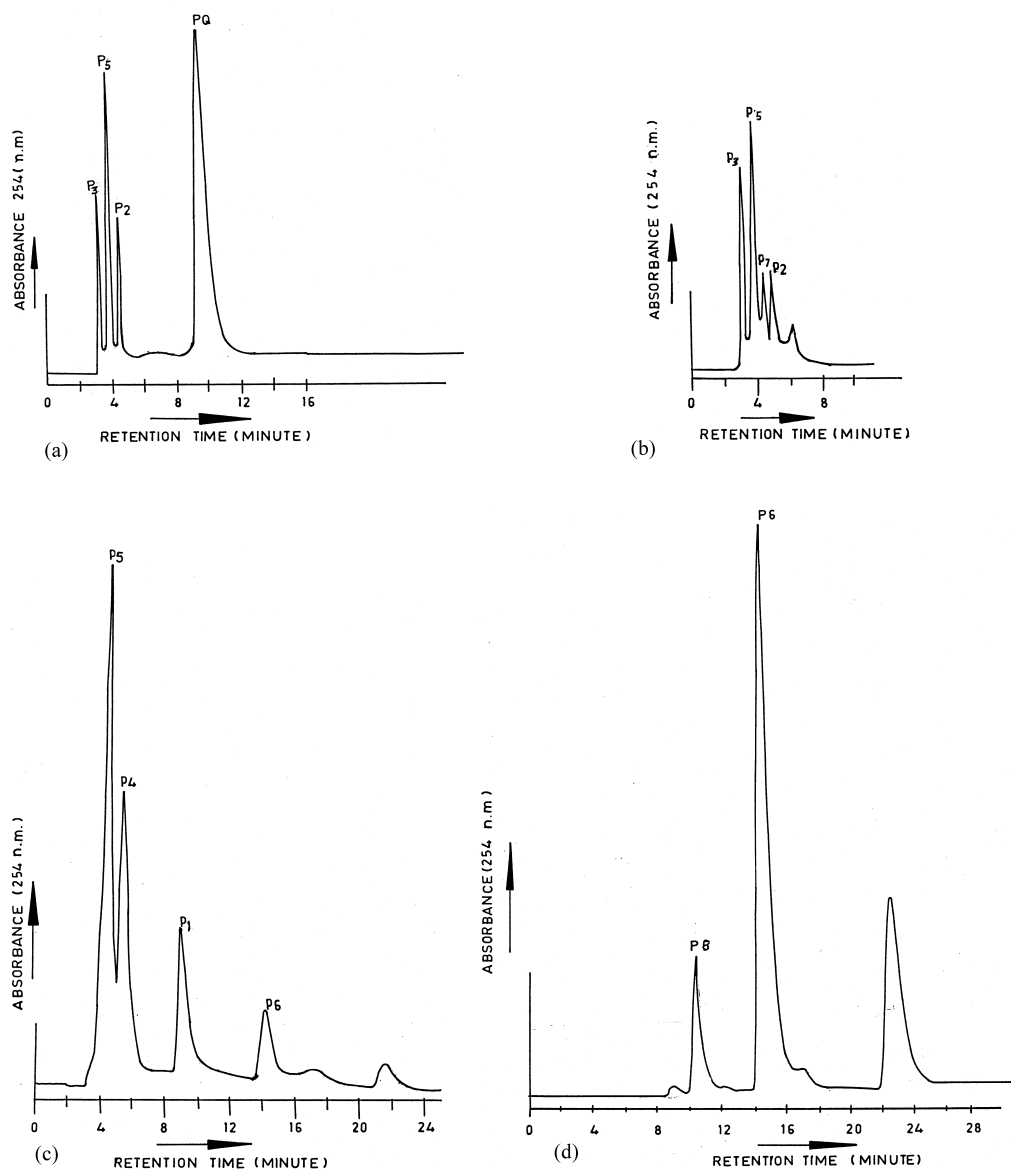 PQ
P5
P3
P2
ABSORBANCE 254(n.m)
0 4 8 12 16
RETENTION TIME (MINUTE)
(a)
P5
P3
P7 P2
ABSORBANCE (254 n.m.)
0 4 8
RETENTION TIME (MINUTE)
(b)
P5
P4
P1
P6
ABSORBANCE (254 n.m.)
0 4 8 12 16 20 24
RETENTION TIME (MINUTE)
(c)
P6
P8
ABSORBANCE (254 n.m.)
0 4 8 12 16 20 22 28
RETENTION TIME (MINUTE)
(d)